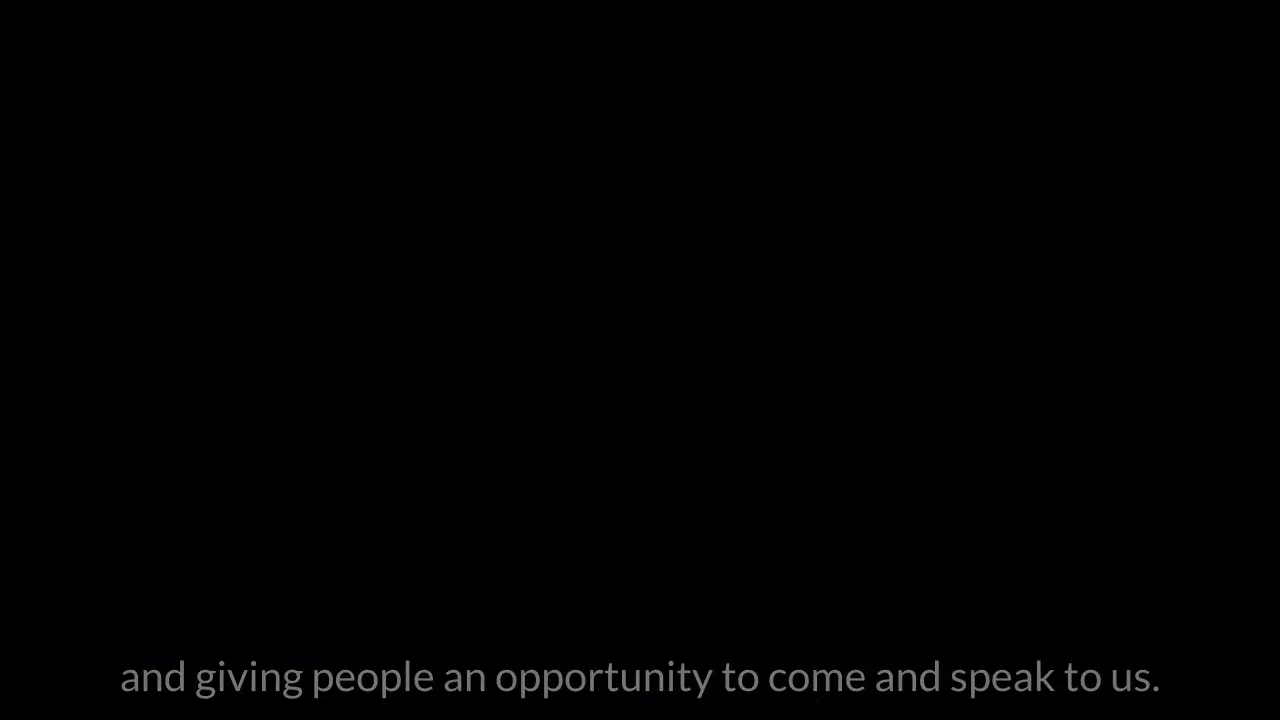 and giving people an opportunity to come and speak to us.